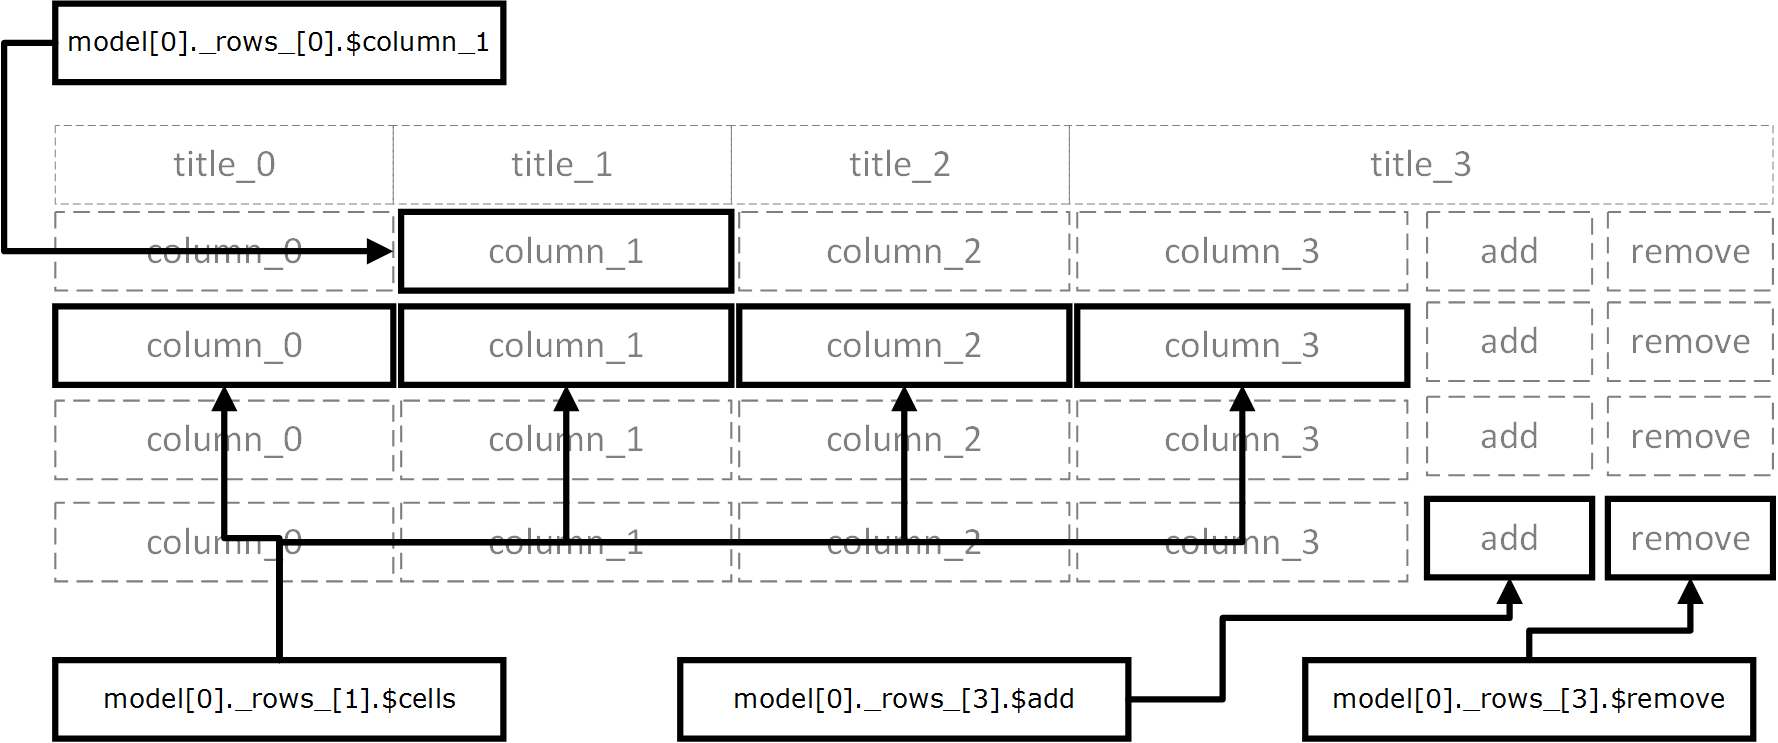 model[0]._rows_[0].$column_1
title_0 title_1 title_2 title_3
column_0 column_1 column_2 column_3 add remove
column_0 column_1 column_2 column_3 add remove
column_0 column_1 column_2 column_3 add remove
column_0 column_1 column_2 column_3 add remove
model[0]._rows_[1].$cells model[0]._rows_[3].$add model[0]._rows_[3].$remove